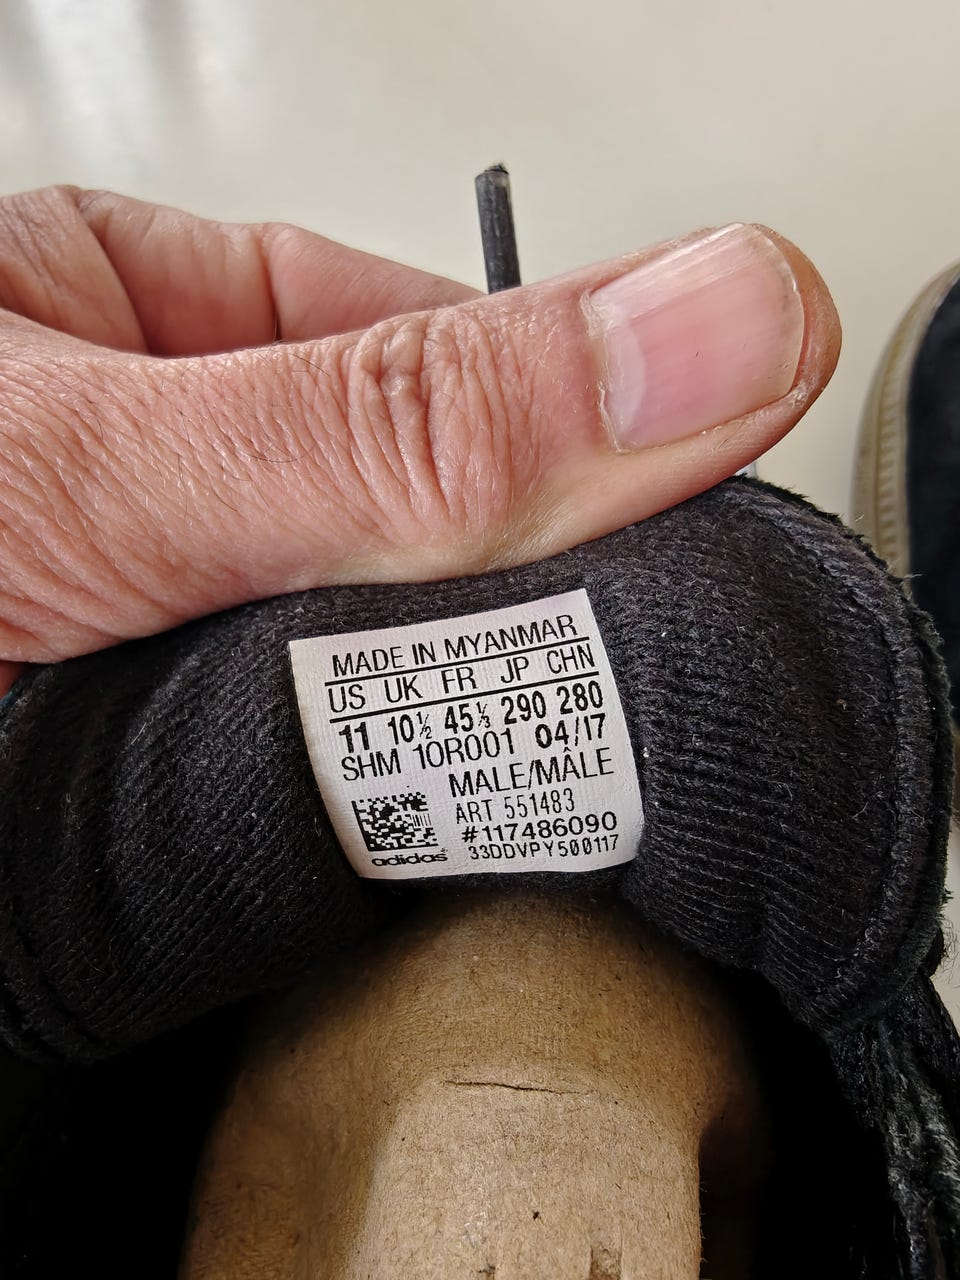 MADE IN MYANMAR
US UK FR JP CHN
11 10½ 45⅓ 290 280
SHM 10R001 04/17
MALE/MÂLE
ART 551483
#117486090
33DDVPY500117
adidas